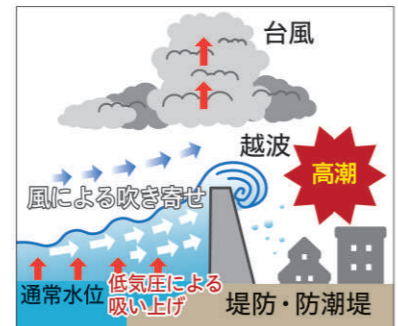 台風
越波
高潮
風による吹き寄せ
通常水位
低気圧による
吸い上げ
堤防・防潮堤